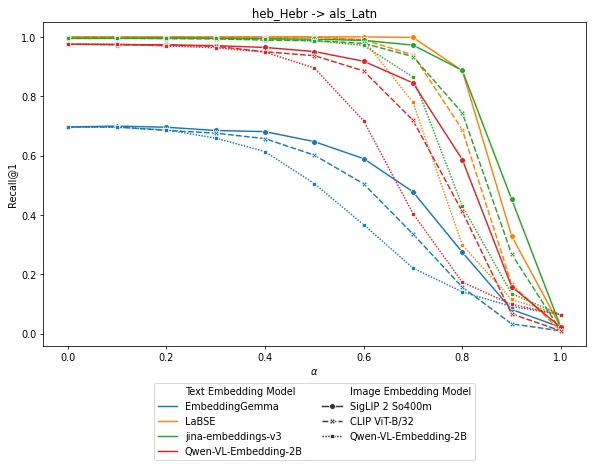 heb_Hebr -> als_Latn
1.0
0.8
0.6
0.4
0.2
0.0
Recall@1
0.0 0.2 0.4 0.6 0.8 1.0
α
Text Embedding Model
EmbeddingGemma
LaBSE
jina-embeddings-v3
Qwen-VL-Embedding-2B
Image Embedding Model
SigLIP 2 So400m
CLIP ViT-B/32
Qwen-VL-Embedding-2B